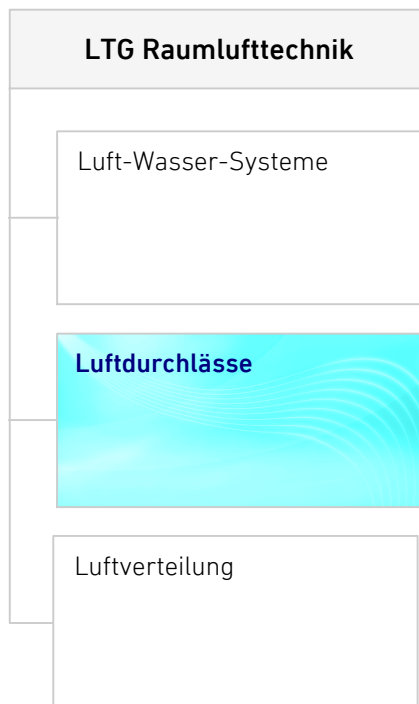 LTG Raumlufttechnik
Luft-Wasser-Systeme
Luftdurchlässe
Luftverteilung